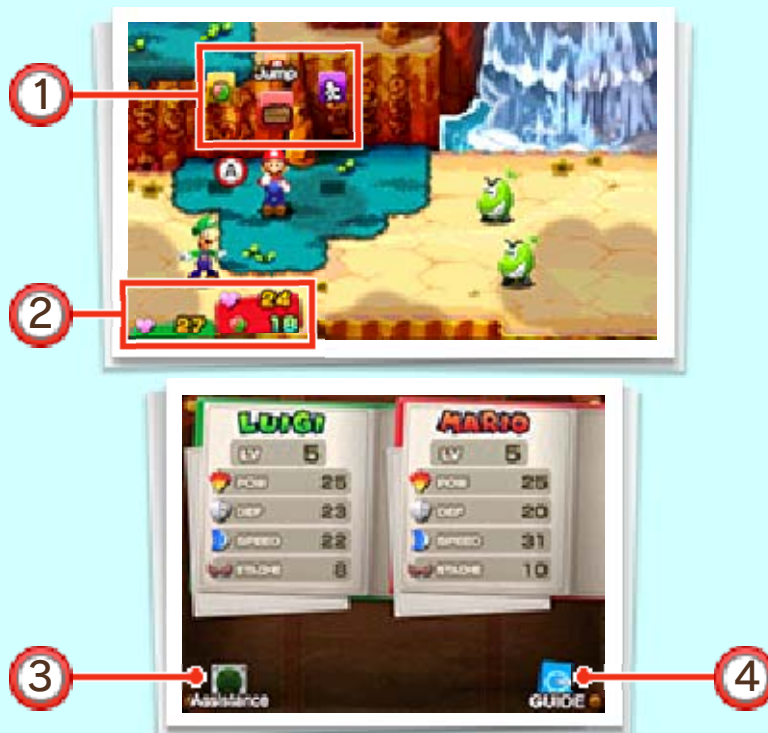 1
Jump
A
2
24
27
19
LUIGI
MARIO
LV 5
LV 5
POW 25
POW 25
DEF 23
DEF 20
SPEED 22
SPEED 31
STACHE 8
STACHE 10
3
4
Assistance
GUIDE